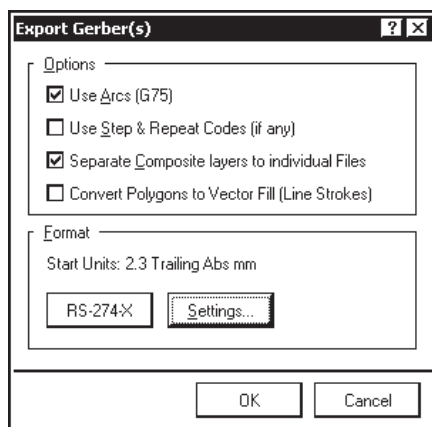 Export Gerber(s)
Options
Use Arcs (G75)
Use Step & Repeat Codes (if any)
Separate Composite layers to individual Files
Convert Polygons to Vector Fill (Line Strokes)
Format
Start Units: 2.3 Trailing Abs mm
RS-274-X Settings...
OK Cancel